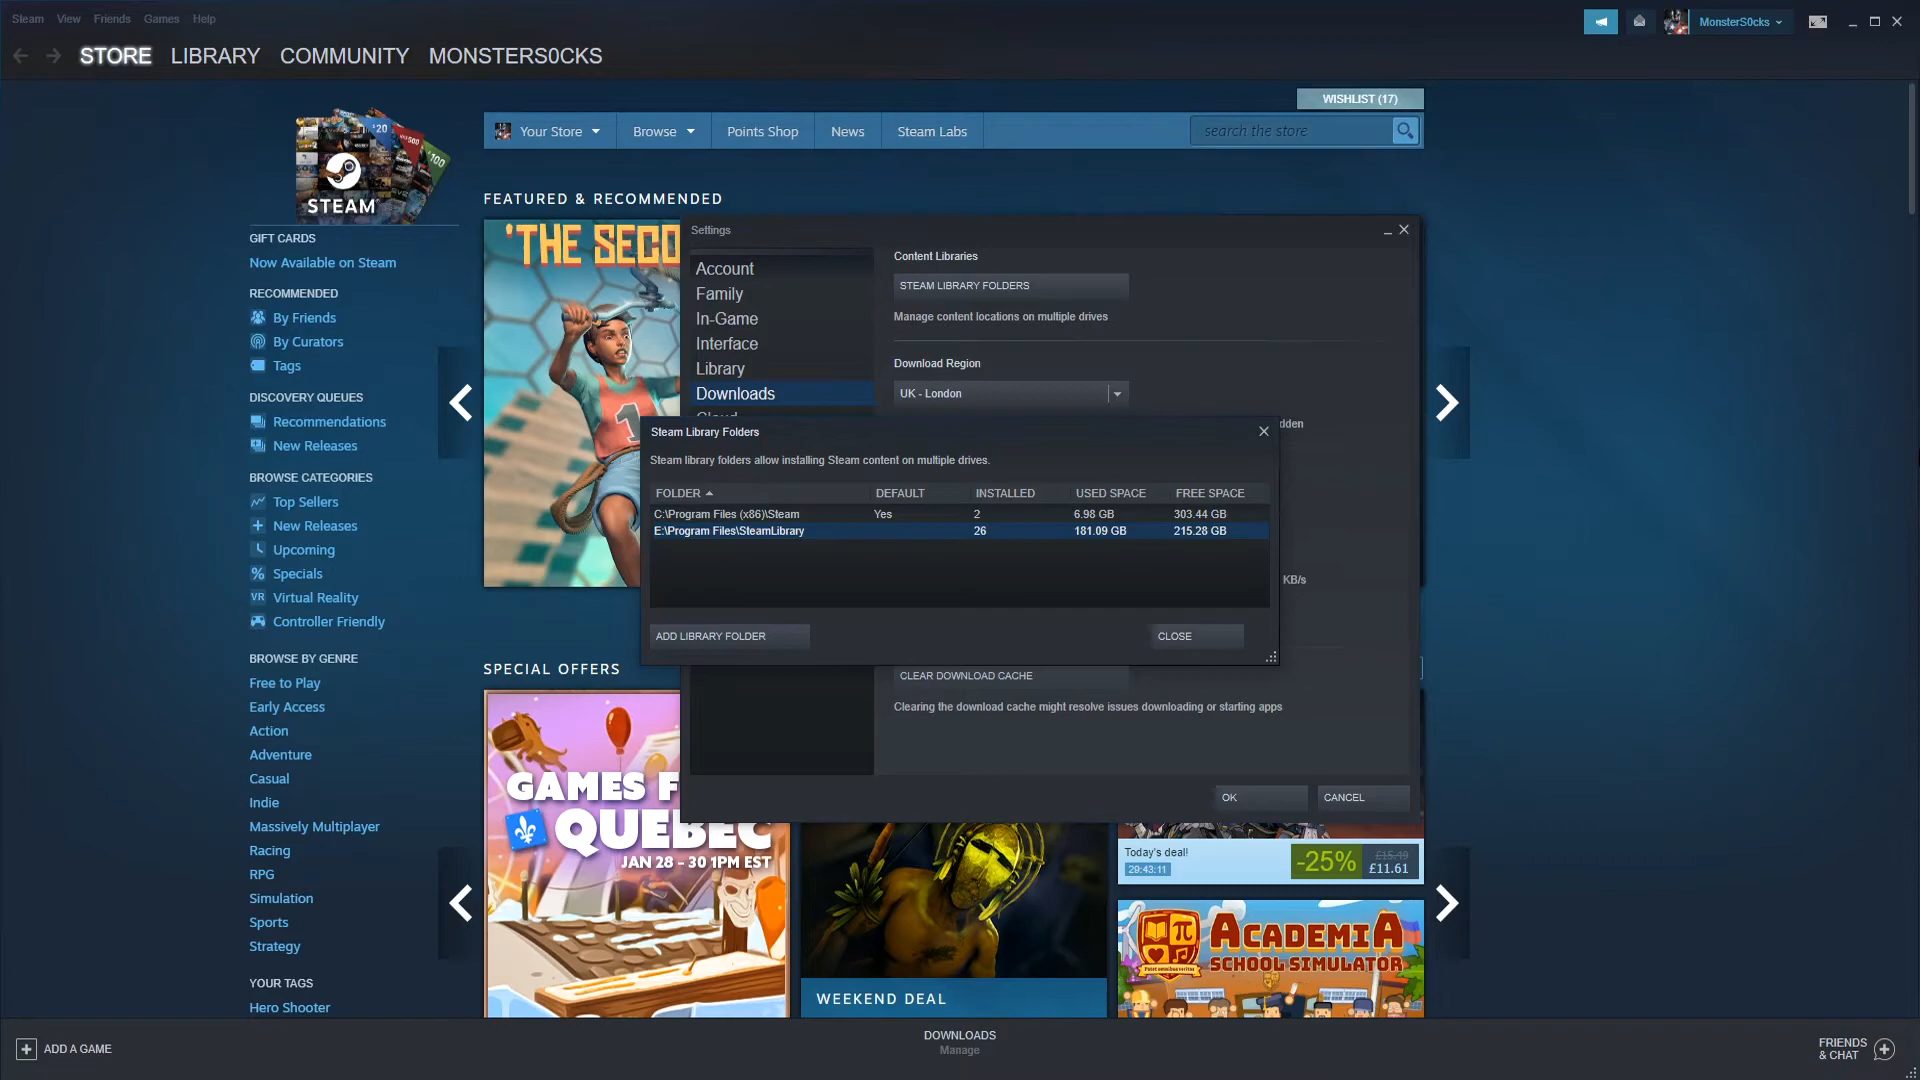 Steam View Friends Games Help
MonsterS0cks
STORE LIBRARY COMMUNITY MONSTERS0CKS
WISHLIST (17)
Your Store Browse Points Shop News Steam Labs
search the store
$20
$100
STEAM
FEATURED & RECOMMENDED
GIFT CARDS
Now Available on Steam
RECOMMENDED
By Friends
By Curators
Tags
DISCOVERY QUEUES
Recommendations
New Releases
BROWSE CATEGORIES
Top Sellers
New Releases
Upcoming
Specials
VR Virtual Reality
Controller Friendly
BROWSE BY GENRE
Free to Play
Early Access
Action
Adventure
Casual
Indie
Massively Multiplayer
Racing
RPG
Simulation
Sports
Strategy
YOUR TAGS
Hero Shooter
'THE SECO
1
Settings
Account
Family
In-Game
Interface
Library
Downloads
Cloud
Content Libraries
STEAM LIBRARY FOLDERS
Manage content locations on multiple drives
Download Region
UK - London
dden
KB/s
Steam Library Folders
Steam library folders allow installing Steam content on multiple drives.
FOLDER DEFAULT INSTALLED USED SPACE FREE SPACE
C:\Program Files (x86)\Steam Yes 2 6.98 GB 303.44 GB
E:\Program Files\SteamLibrary 26 181.09 GB 215.28 GB
ADD LIBRARY FOLDER CLOSE
CLEAR DOWNLOAD CACHE
Clearing the download cache might resolve issues downloading or starting apps
OK CANCEL
SPECIAL OFFERS
GAMES F
QUEBEC
JAN 28 - 30 1PM EST
WEEKEND DEAL
Today's deal!
29:43:11
-25%
£15.49
£11.61
ACADEMIA
SCHOOL SIMULATOR
ADD A GAME
DOWNLOADS
Manage
FRIENDS
& CHAT